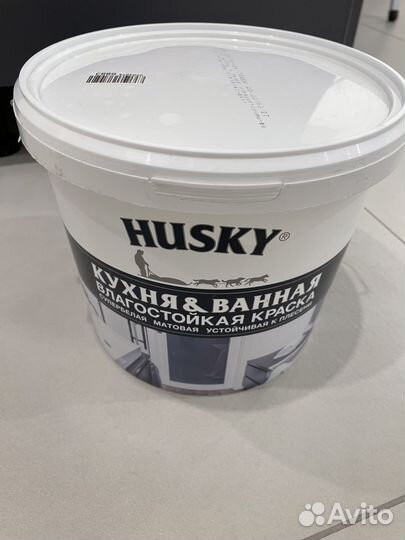 HUSKY®
КУХНЯ & ВАННАЯ
ВЛАГОСТОЙКАЯ КРАСКА
СУПЕРБЕЛАЯ МАТОВАЯ УСТОЙЧИВАЯ К ПЛЕСЕНИ
Avito